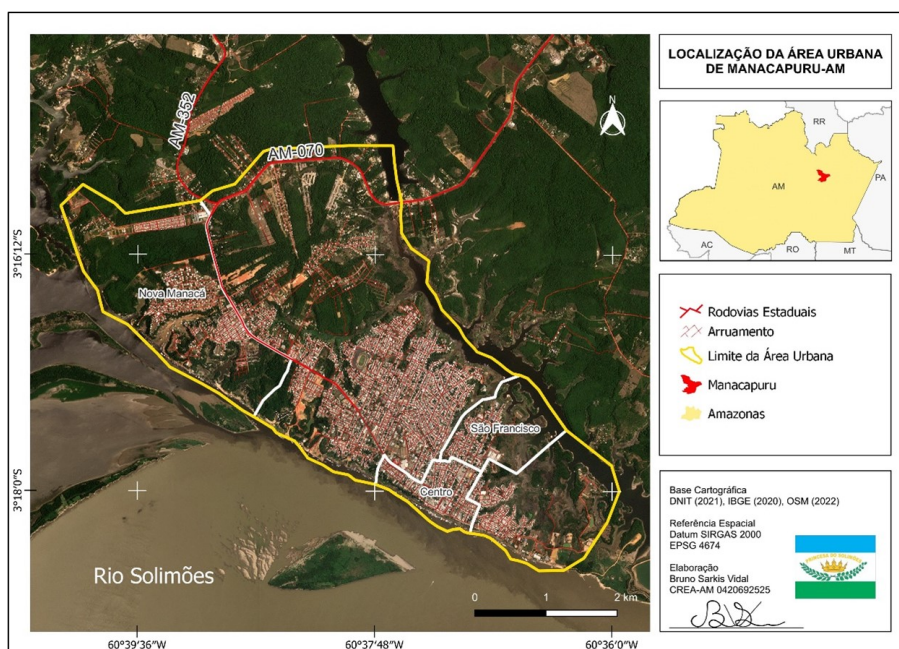 LOCALIZAÇÃO DA ÁREA URBANA
DE MANACAPURU-AM
AM-352
AM-070
N
Nova Manacá
São Francisco
Centro
Rio Solimões
0 1 2 km
3°16'12"S
3°18'0"S
60°39'36"W
60°37'48"W
60°36'0"W
RR
AM
PA
AC
RO
MT
Rodovias Estaduais
Arruamento
Limite da Área Urbana
Manacapuru
Amazonas
Base Cartográfica
DNIT (2021), IBGE (2020), OSM (2022)
Referência Espacial
Datum SIRGAS 2000
EPSG 4674
Elaboração
Bruno Sarkis Vidal
CREA-AM 0420692525